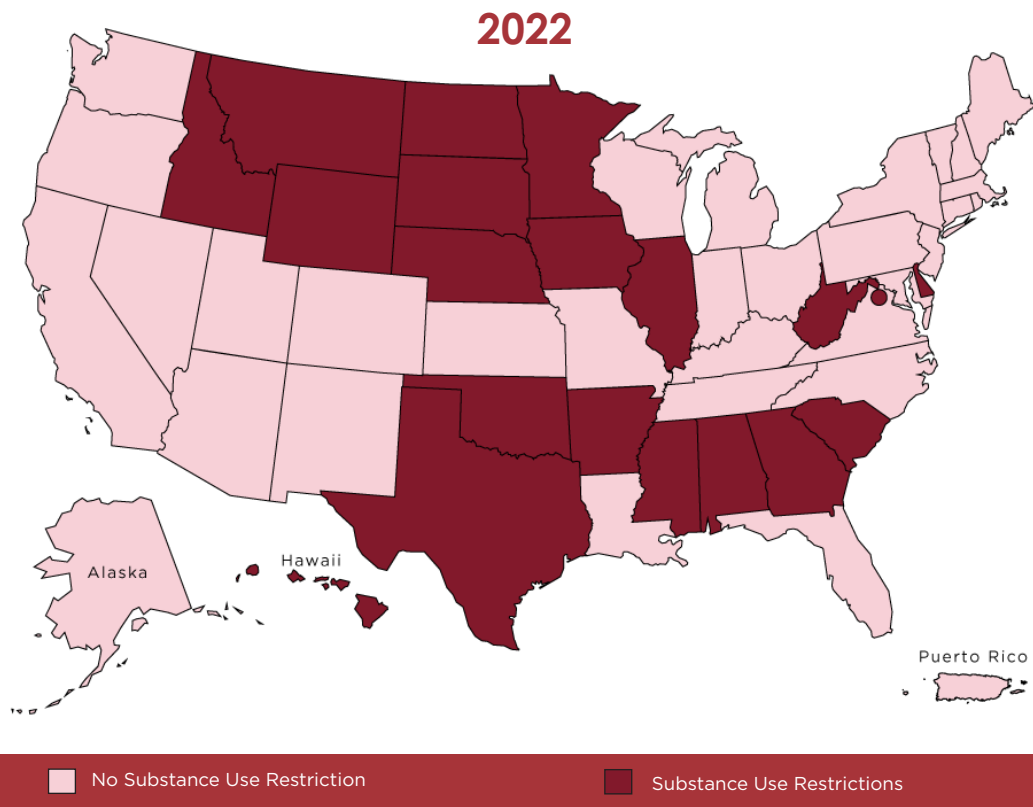 2022
Hawaii
Alaska
Puerto Rico
No Substance Use Restriction
Substance Use Restrictions